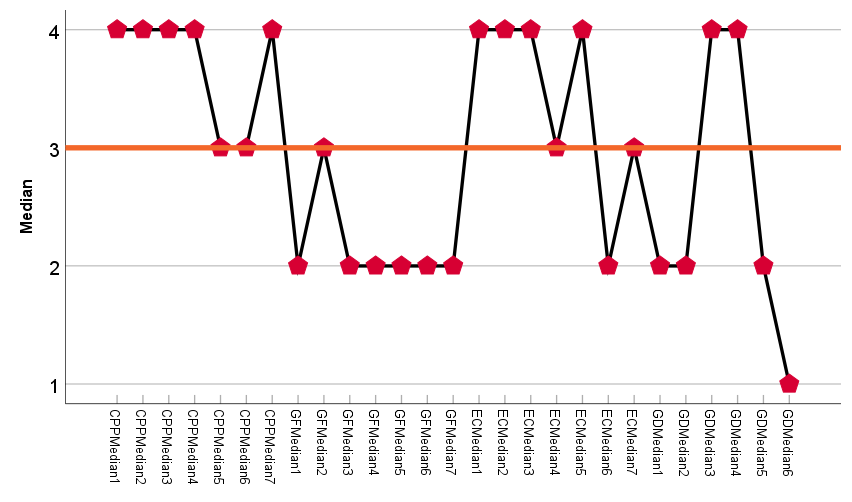 4
3
2
1
Median
CPPMedian1
CPPMedian2
CPPMedian3
CPPMedian4
CPPMedian5
CPPMedian6
CPPMedian7
GFMedian1
GFMedian2
GFMedian3
GFMedian4
GFMedian5
GFMedian6
GFMedian7
ECMedian1
ECMedian2
ECMedian3
ECMedian4
ECMedian5
ECMedian6
ECMedian7
GDMedian1
GDMedian2
GDMedian3
GDMedian4
GDMedian5
GDMedian6